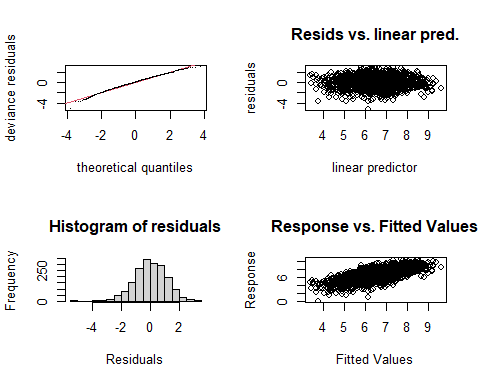 deviance residuals
-4 0
-4 -2 0 2 4
theoretical quantiles
Resids vs. linear pred.
residuals
-4 0
4 5 6 7 8 9
linear predictor
Histogram of residuals
Frequency
0 250
-4 -2 0 2
Residuals
Response vs. Fitted Values
Response
0 6
4 5 6 7 8 9
Fitted Values